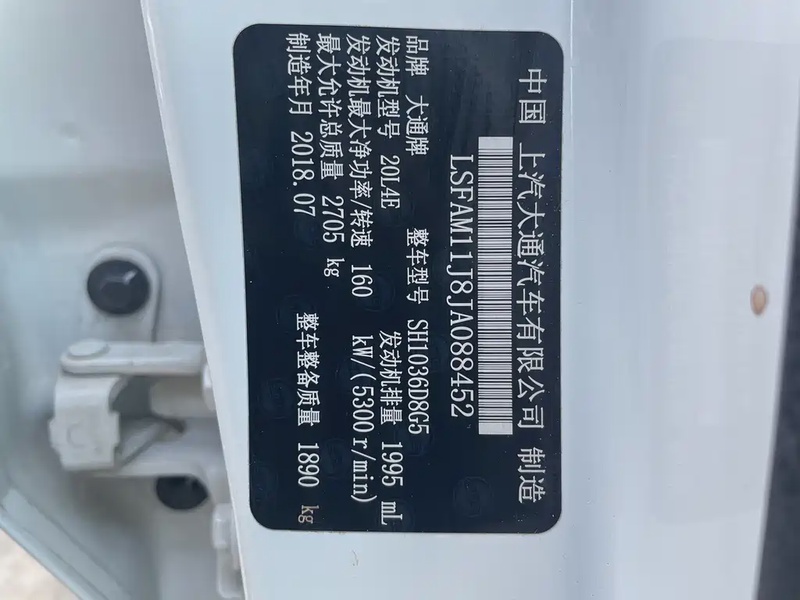 中国 上汽大通汽车有限公司 制造
LSFAM11J8JA088452
品牌 大通牌 整车型号 SH1036D8G5
发动机型号 20L4E 发动机排量 1995 mL
发动机最大净功率/转速 160 kW/(5300r/min)
最大允许总质量 2705 kg
制造年月 2018.07 整车整备质量 1890 kg